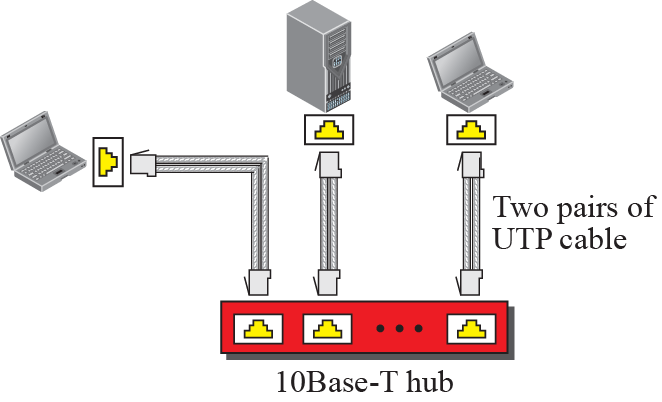 Two pairs of
UTP cable
10Base-T hub